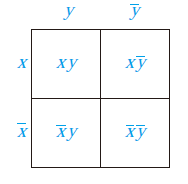 y ȳ
x xy xȳ
x̄ x̄y x̄ȳ